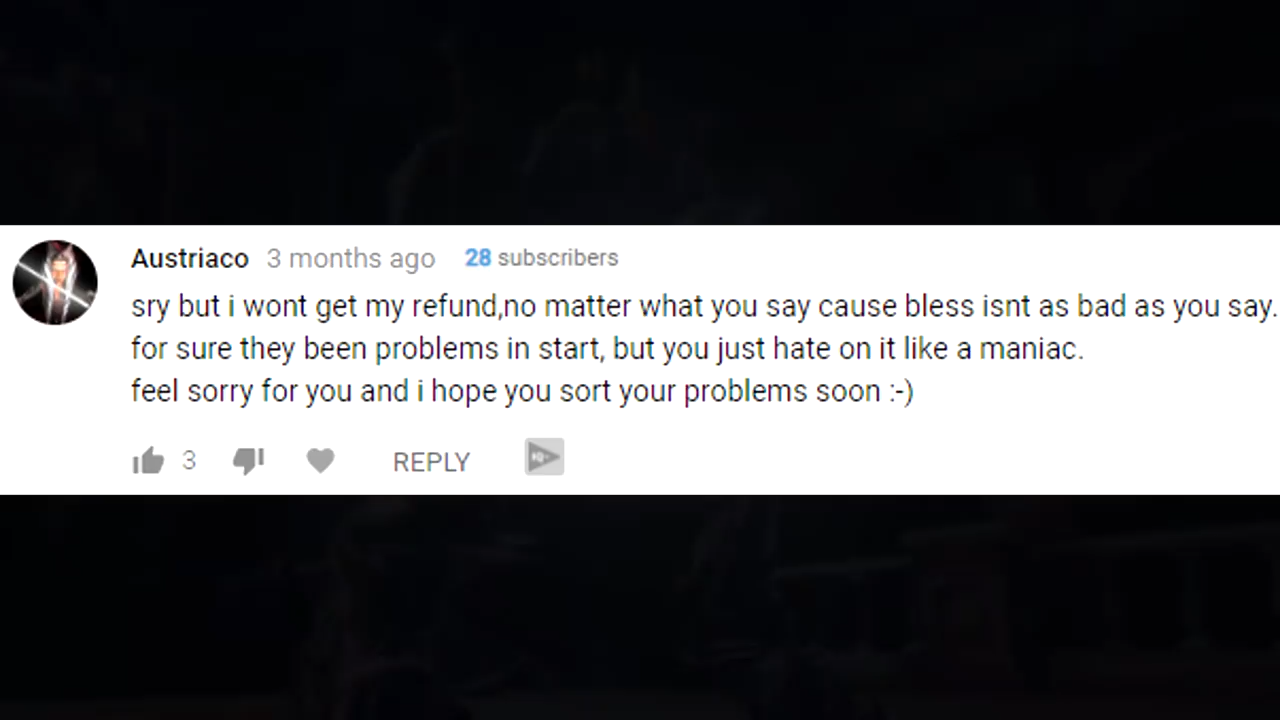 Austriaco 3 months ago 28 subscribers
sry but i wont get my refund,no matter what you say cause bless isnt as bad as you say.
for sure they been problems in start, but you just hate on it like a maniac.
feel sorry for you and i hope you sort your problems soon :-)
3 REPLY